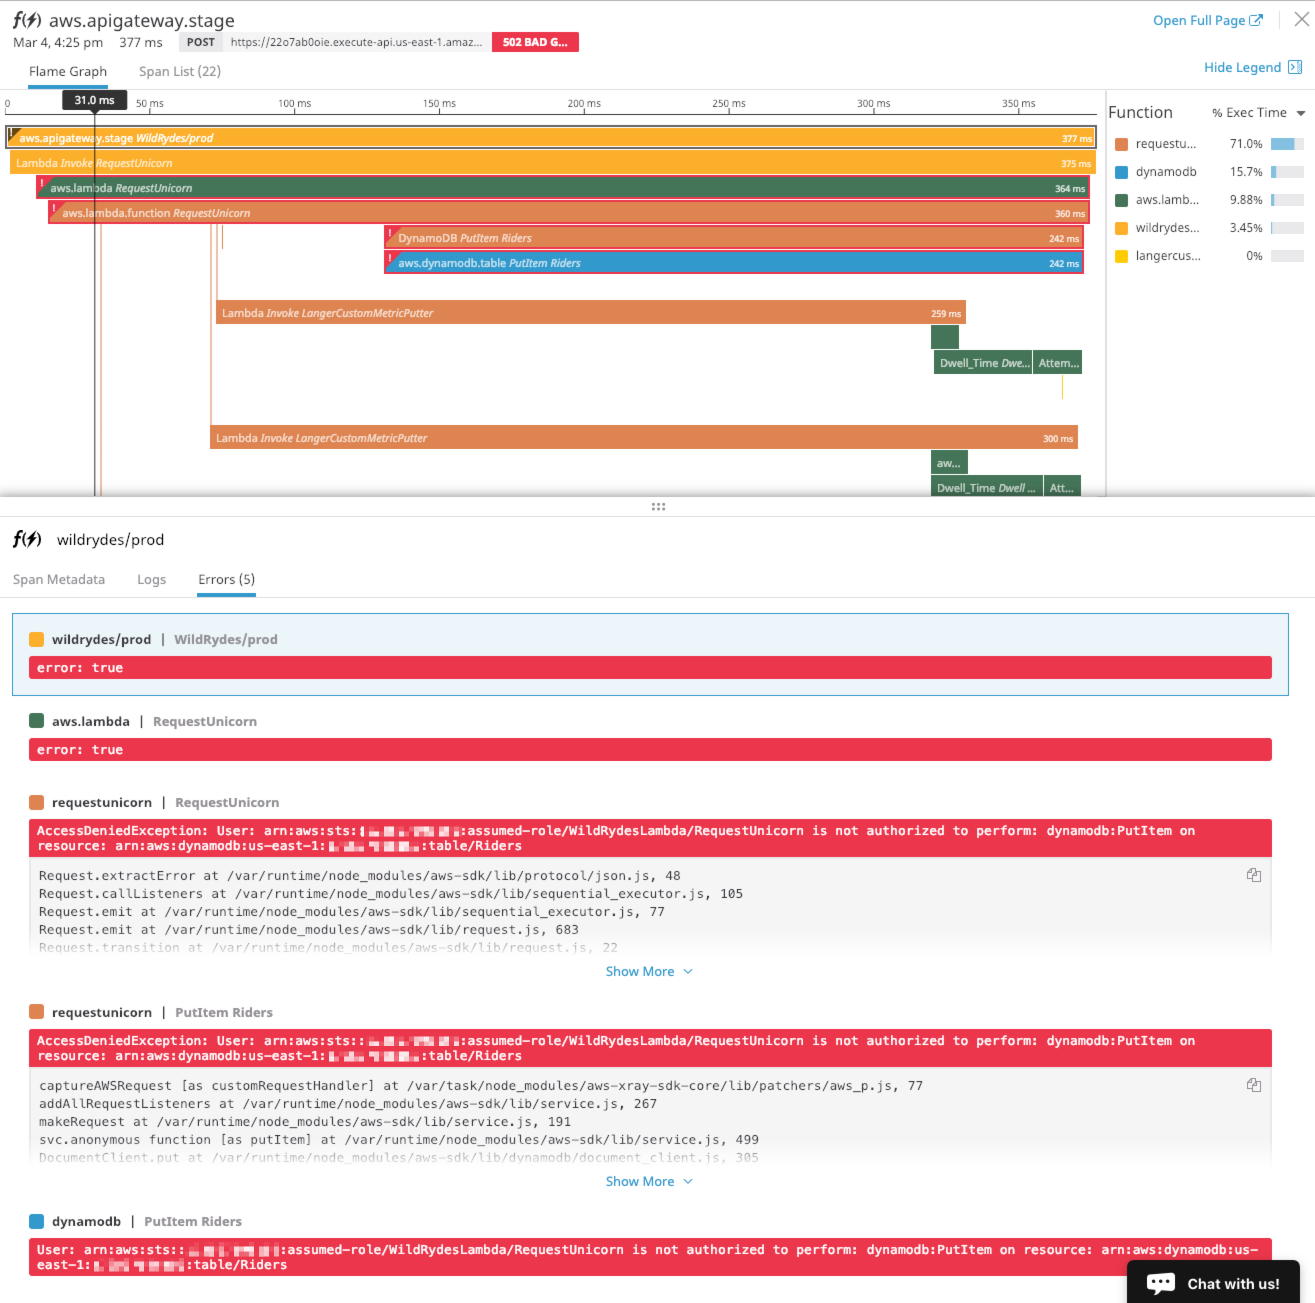 f(⚡) aws.apigateway.stage
Open Full Page
Mar 4, 4:25 pm 377 ms POST https://22o7ab0oie.execute-api.us-east-1.amaz... 502 BAD G...
Flame Graph Span List (22)
Hide Legend
0 31.0 ms 50 ms 100 ms 150 ms 200 ms 250 ms 300 ms 350 ms
Function % Exec Time
requestu... 71.0%
dynamodb 15.7%
aws.lamb... 9.88%
wildrydes... 3.45%
langercus... 0%
! aws.apigateway.stage WildRydes/prod 377 ms
Lambda Invoke RequestUnicorn 375 ms
! aws.lambda RequestUnicorn 364 ms
! aws.lambda.function RequestUnicorn 360 ms
! DynamoDB PutItem Riders 242 ms
! aws.dynamodb.table PutItem Riders 242 ms
Lambda Invoke LangerCustomMetricPutter 259 ms
Dwell_Time Dwe... Attem...
Lambda Invoke LangerCustomMetricPutter 300 ms
aw...
Dwell_Time Dwell ... Att...
f(⚡) wildrydes/prod
Span Metadata Logs Errors (5)
wildrydes/prod | WildRydes/prod
error: true
aws.lambda | RequestUnicorn
error: true
requestunicorn | RequestUnicorn
AccessDeniedException: User: arn:aws:sts: :assumed-role/WildRydesLambda/RequestUnicorn is not authorized to perform: dynamodb:PutItem on
resource: arn:aws:dynamodb:us-east-1: :table/Riders
Request.extractError at /var/runtime/node_modules/aws-sdk/lib/protocol/json.js, 48
Request.callListeners at /var/runtime/node_modules/aws-sdk/lib/sequential_executor.js, 105
Request.emit at /var/runtime/node_modules/aws-sdk/lib/sequential_executor.js, 77
Request.emit at /var/runtime/node_modules/aws-sdk/lib/request.js, 683
Request.transition at /var/runtime/node_modules/aws-sdk/lib/request.js, 22
Show More
requestunicorn | PutItem Riders
AccessDeniedException: User: arn:aws:sts:: :assumed-role/WildRydesLambda/RequestUnicorn is not authorized to perform: dynamodb:PutItem on
resource: arn:aws:dynamodb:us-east-1: :table/Riders
captureAWSRequest [as customRequestHandler] at /var/task/node_modules/aws-xray-sdk-core/lib/patchers/aws_p.js, 77
addAllRequestListeners at /var/runtime/node_modules/aws-sdk/lib/service.js, 267
makeRequest at /var/runtime/node_modules/aws-sdk/lib/service.js, 191
svc.anonymous function [as putItem] at /var/runtime/node_modules/aws-sdk/lib/service.js, 499
DocumentClient.put at /var/runtime/node_modules/aws-sdk/lib/dynamodb/document_client.js, 305
Show More
dynamodb | PutItem Riders
User: arn:aws:sts:: :assumed-role/WildRydesLambda/RequestUnicorn is not authorized to perform: dynamodb:PutItem on resource: arn:aws:dynamodb:us-
east-1: :table/Riders
Chat with us!